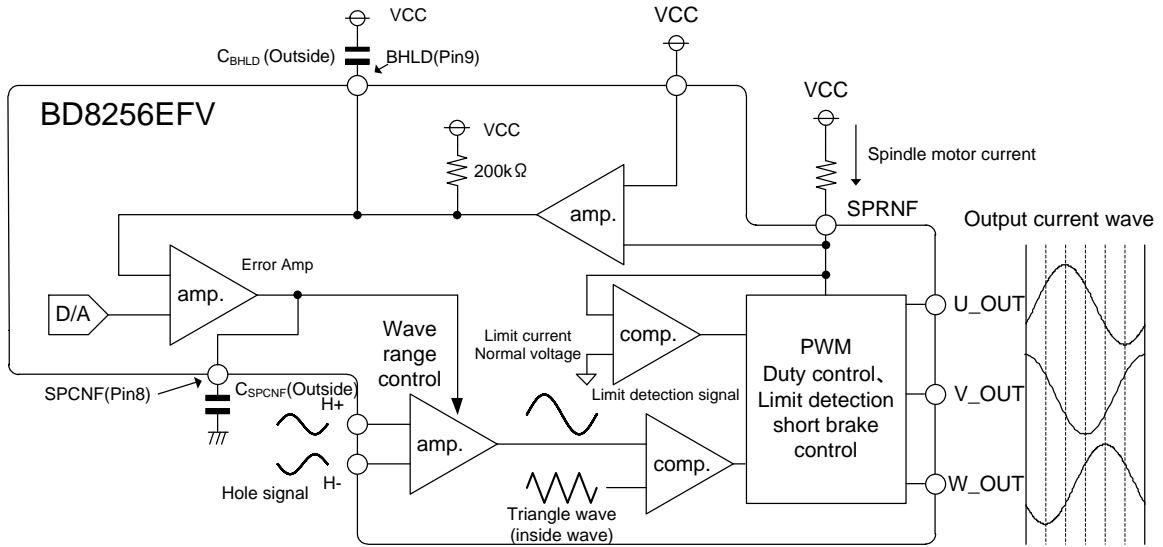 VCC
VCC
C_BHLD (Outside)
BHLD(Pin9)
BD8256EFV
VCC
200kΩ
VCC
Spindle motor current
amp.
SPRNF
Output current wave
Error Amp
amp.
D/A
Wave
range
control
Limit current
Normal voltage
comp.
Limit detection signal
PWM
Duty control、
Limit detection
short brake
control
U_OUT
V_OUT
W_OUT
SPCNF(Pin8)
C_SPCNF(Outside)
H+
H-
Hole signal
amp.
comp.
Triangle wave
(inside wave)